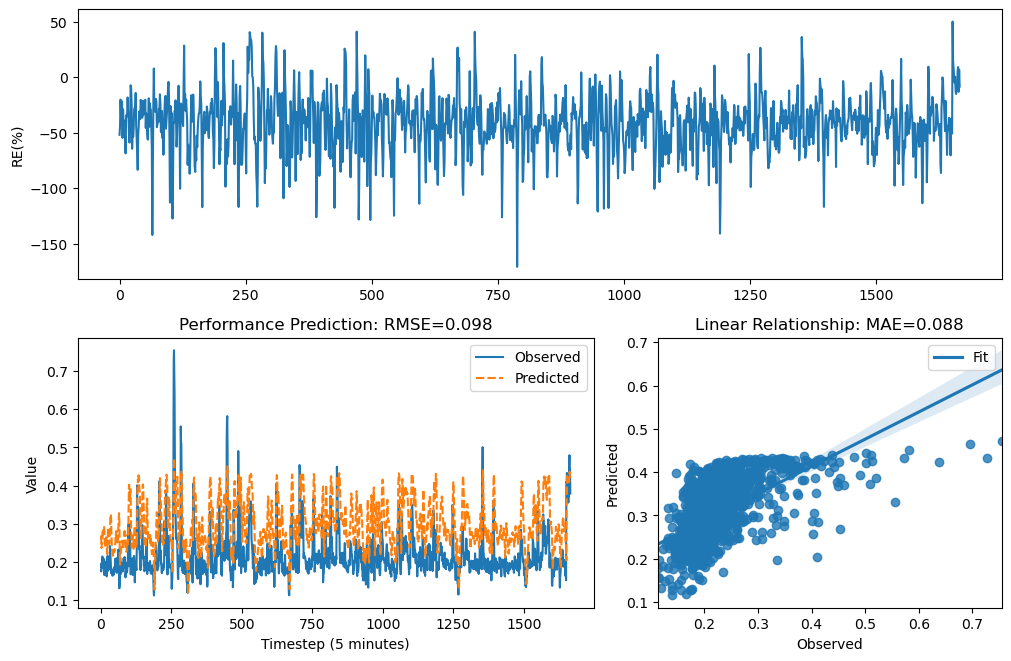 50
0
−50
−100
−150
RE(%)
0 250 500 750 1000 1250 1500
Performance Prediction: RMSE=0.098
Observed
Predicted
0.7
0.6
0.5
0.4
0.3
0.2
0.1
Value
0 250 500 750 1000 1250 1500
Timestep (5 minutes)
Linear Relationship: MAE=0.088
Fit
0.7
0.6
0.5
0.4
0.3
0.2
0.1
Predicted
0.2 0.3 0.4 0.5 0.6 0.7
Observed